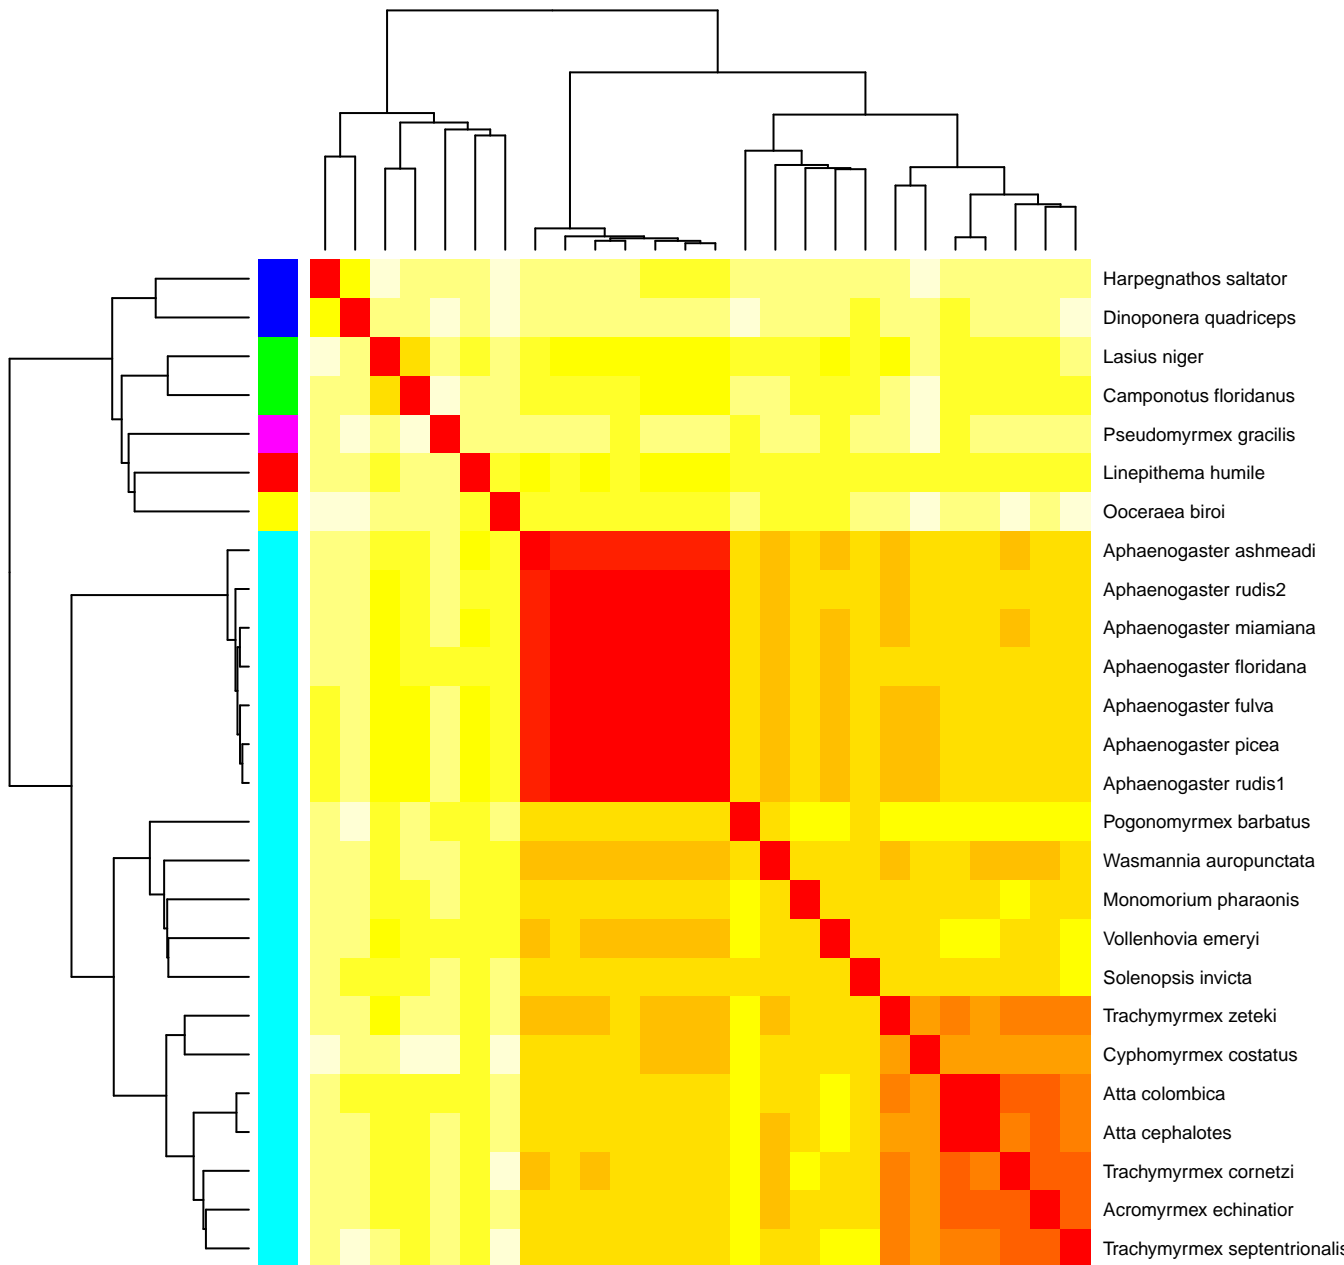 Harpegnathos saltator
Dinoponera quadriceps
Lasius niger
Camponotus floridanus
Pseudomyrmex gracilis
Linepithema humile
Ooceraea biroi
Aphaenogaster ashmeadi
Aphaenogaster rudis2
Aphaenogaster miamiana
Aphaenogaster floridana
Aphaenogaster fulva
Aphaenogaster picea
Aphaenogaster rudis1
Pogonomyrmex barbatus
Wasmannia auropunctata
Monomorium pharaonis
Vollenhovia emeryi
Solenopsis invicta
Trachymyrmex zeteki
Cyphomyrmex costatus
Atta colombica
Atta cephalotes
Trachymyrmex cornetzi
Acromyrmex echinatior
Trachymyrmex septentrionalis